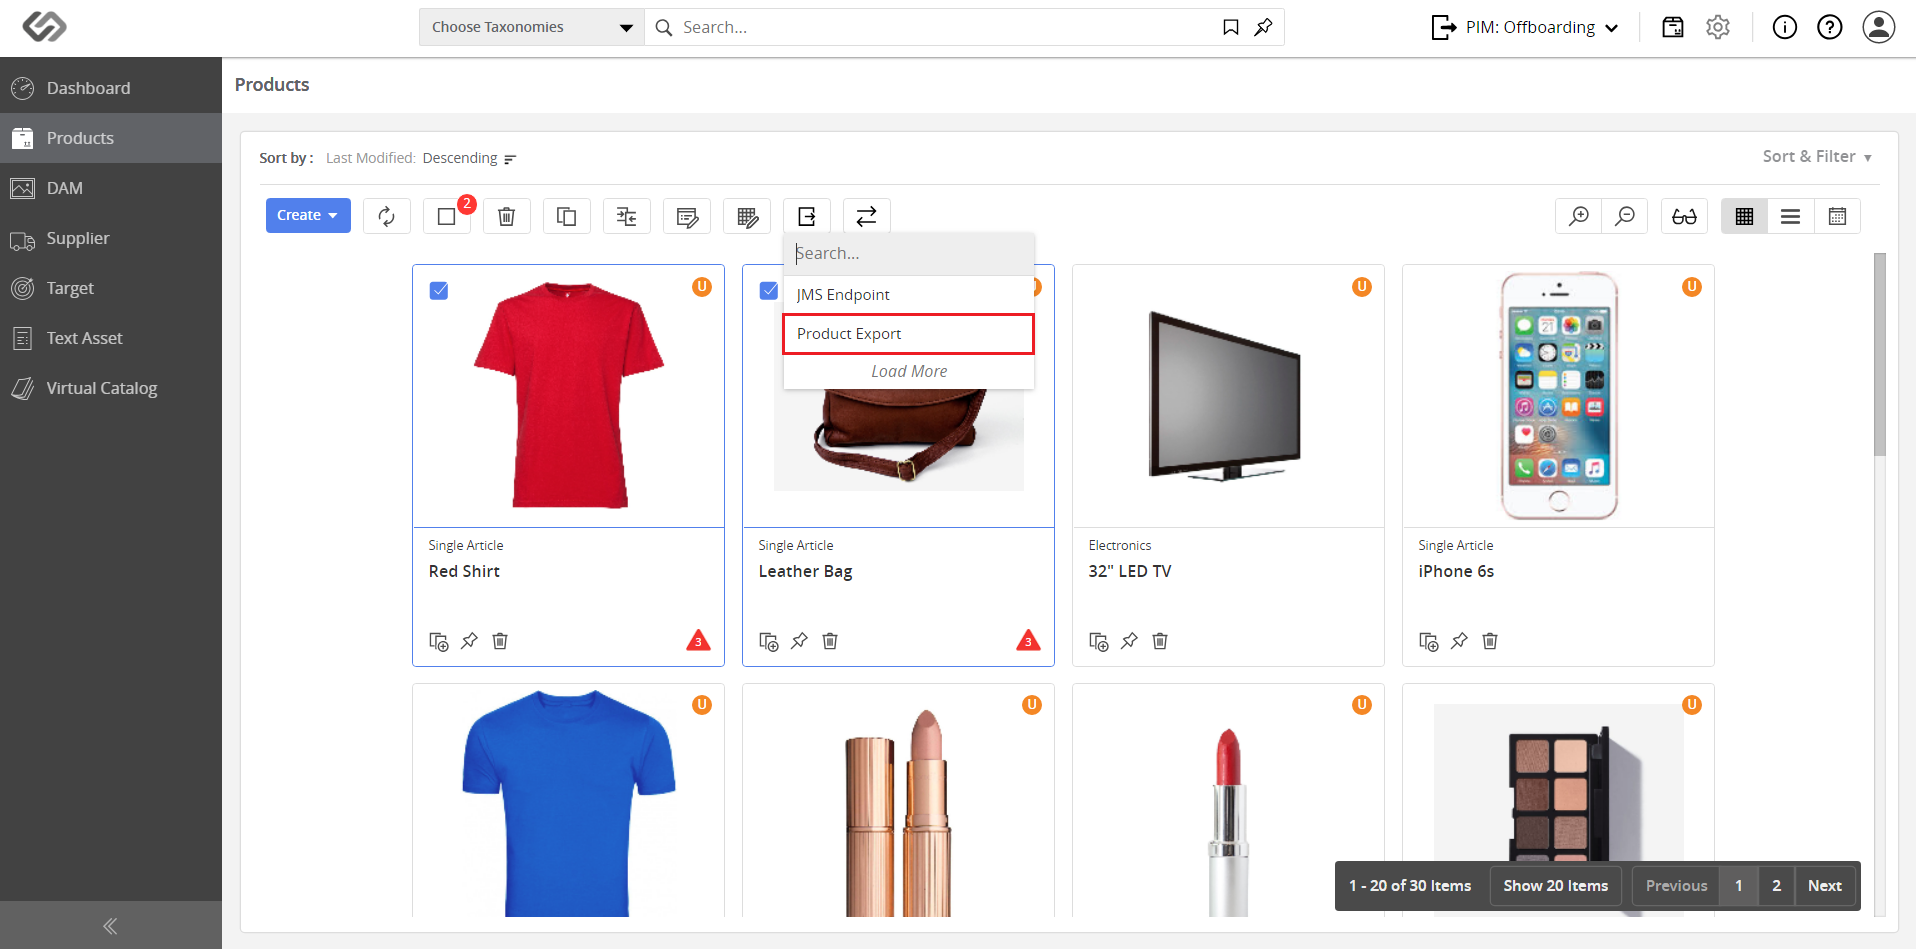 Choose Taxonomies
Search...
PIM: Offboarding
Dashboard
Products
DAM
Supplier
Target
Text Asset
Virtual Catalog
Products
Sort by : Last Modified: Descending
Sort & Filter
Create
2
Search...
JMS Endpoint
Product Export
Load More
U
U
U
Single Article
Red Shirt
3
Single Article
Leather Bag
3
Electronics
32" LED TV
Single Article
iPhone 6s
U
U
U
U
1 - 20 of 30 Items
Show 20 Items
Previous
1
2
Next